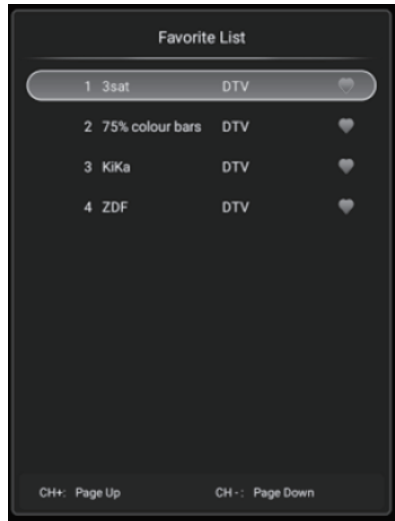 Favorite List
1 3sat DTV
2 75% colour bars DTV
3 KiKa DTV
4 ZDF DTV
CH+: Page Up CH-: Page Down